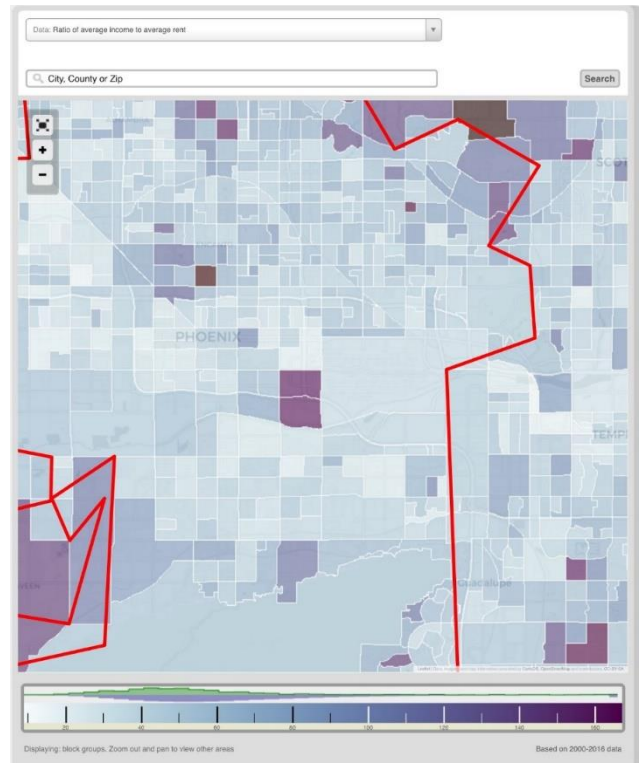 Data: Ratio of average income to average rent
City, County or Zip
Search
SCOT
PHOENIX
TEMPE
Guadalupe
20 40 60 80 100 120 140 160
Displaying: block groups. Zoom out and pan to view other areas
Based on 2000-2016 data